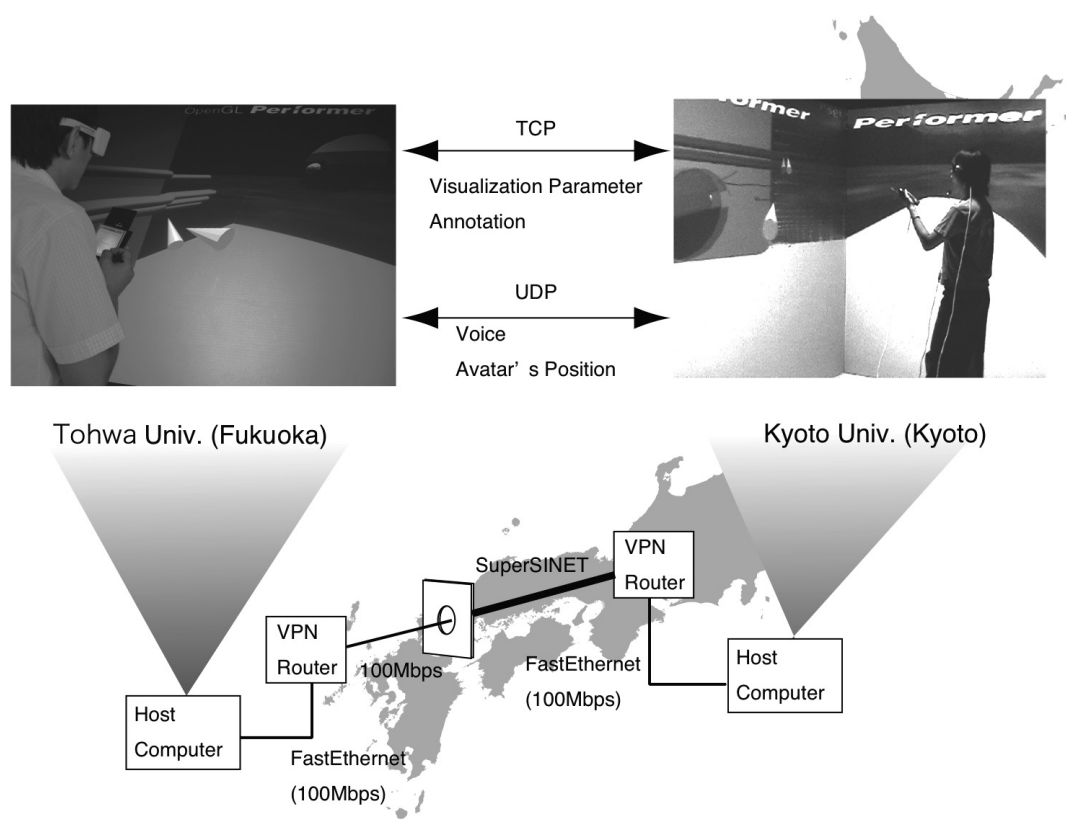 OpenGL Performer
TCP
Visualization Parameter
Annotation
UDP
Voice
Avatar’s Position
former
Performer
Tohwa Univ. (Fukuoka)
Kyoto Univ. (Kyoto)
SuperSINET
VPN
Router
VPN
Router
100Mbps
FastEthernet
(100Mbps)
Host
Computer
Host
Computer
FastEthernet
(100Mbps)